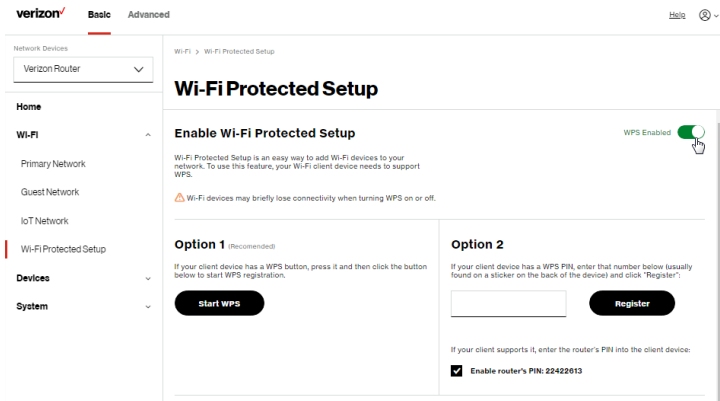 verizon✓ Basic Advanced Help
Network Devices
Verizon Router
Home
Wi-Fi
Primary Network
Guest Network
IoT Network
Wi-Fi Protected Setup
Devices
System
Wi-Fi > Wi-Fi Protected Setup
Wi-Fi Protected Setup
Enable Wi-Fi Protected Setup
WPS Enabled
Wi-Fi Protected Setup is an easy way to add Wi-Fi devices to your
network. To use this feature, your Wi-Fi client device needs to support
WPS.
Wi-Fi devices may briefly lose connectivity when turning WPS on or off.
Option 1 (Recomended)
If your client device has a WPS button, press it and then click the button
below to start WPS registration.
Start WPS
Option 2
If your client device has a WPS PIN, enter that number below (usually
found on a sticker on the back of the device) and click "Register":
Register
If your client supports it, enter the router's PIN into the client device:
Enable router's PIN: 22422613